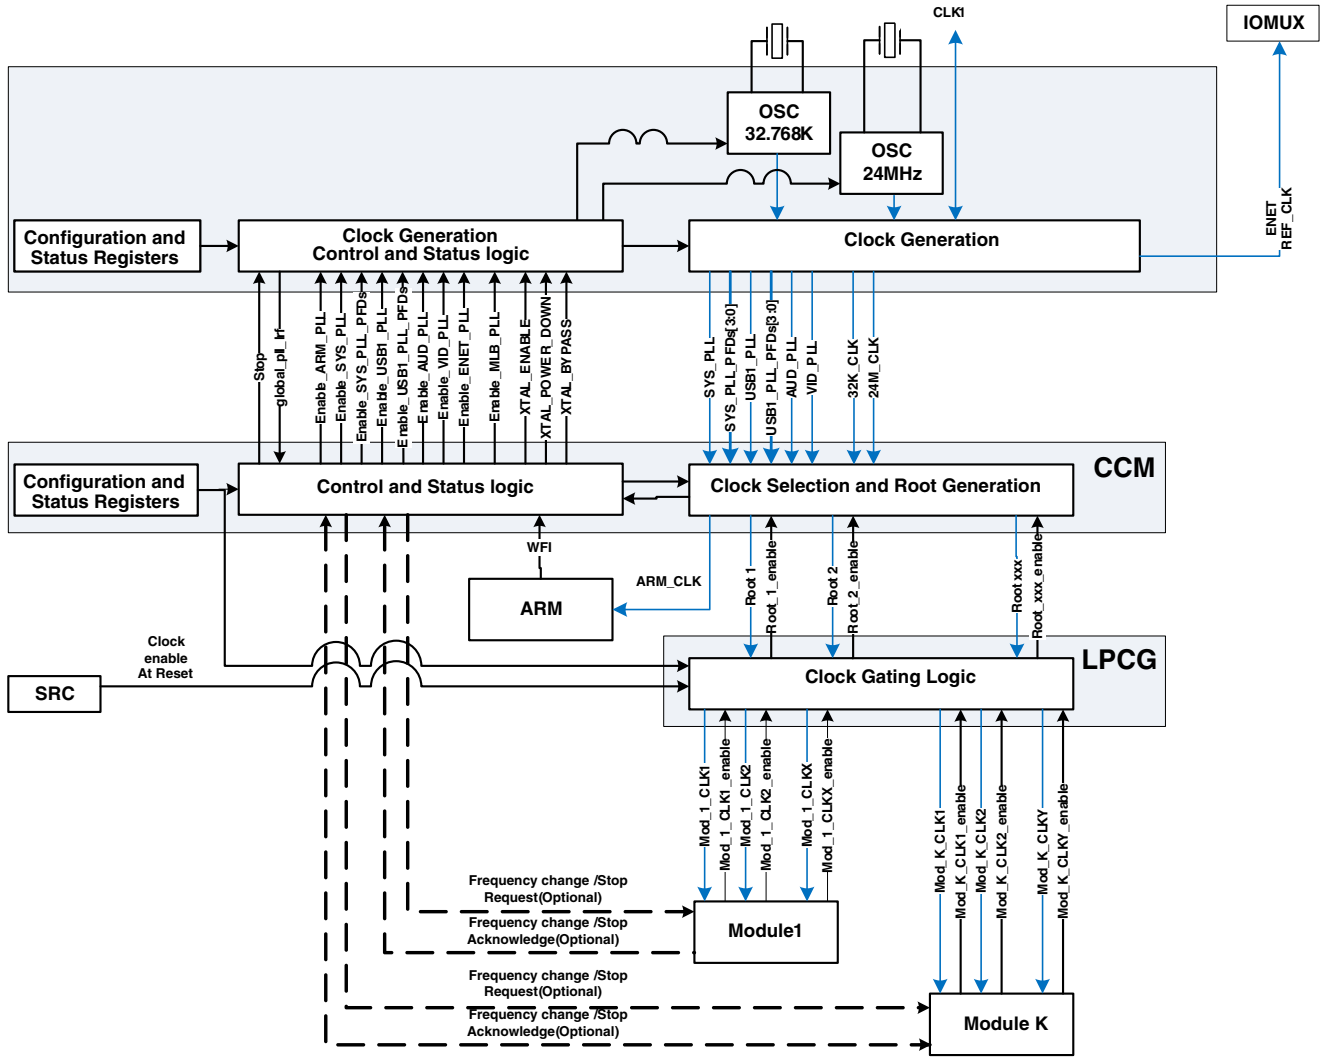 CLK1
IOMUX
OSC
32.768K
OSC
24MHz
ENET
REF_CLK
Configuration and
Status Registers
Clock Generation
Control and Status logic
Clock Generation
Stop
global_pll_lrf
Enable_ARM_PLL
Enable_SYS_PLL
Enable_SYS_PLL_PFDs
Enable_USB1_PLL
Enable_USB1_PLL_PFDs
Enable_AUD_PLL
Enable_VID_PLL
Enable_ENET_PLL
Enable_MLB_PLL
XTAL_ENABLE
XTAL_POWER_DOWN
XTAL_BYPASS
SYS_PLL
SYS_PLL_PFDs[3:0]
USB1_PLL
USB1_PLL_PFDs[3:0]
AUD_PLL
VID_PLL
32K_CLK
24M_CLK
CCM
Configuration and
Status Registers
Control and Status logic
Clock Selection and Root Generation
WFI
ARM
ARM_CLK
Root 1
Root_1_enable
Root 2
Root_2_enable
Root xxx
Root_xxx_enable
Clock
enable
At Reset
SRC
LPCG
Clock Gating Logic
Mod_1_CLK1
Mod_1_CLK1_enable
Mod_1_CLK2
Mod_1_CLK2_enable
Mod_1_CLKX
Mod_1_CLKX_enable
Mod_K_CLK1
Mod_K_CLK1_enable
Mod_K_CLK2
Mod_K_CLK2_enable
Mod_K_CLKY
Mod_K_CLKY_enable
Frequency change /Stop
Request(Optional)
Frequency change /Stop
Acknowledge(Optional)
Module1
Frequency change /Stop
Request(Optional)
Frequency change /Stop
Acknowledge(Optional)
Module K